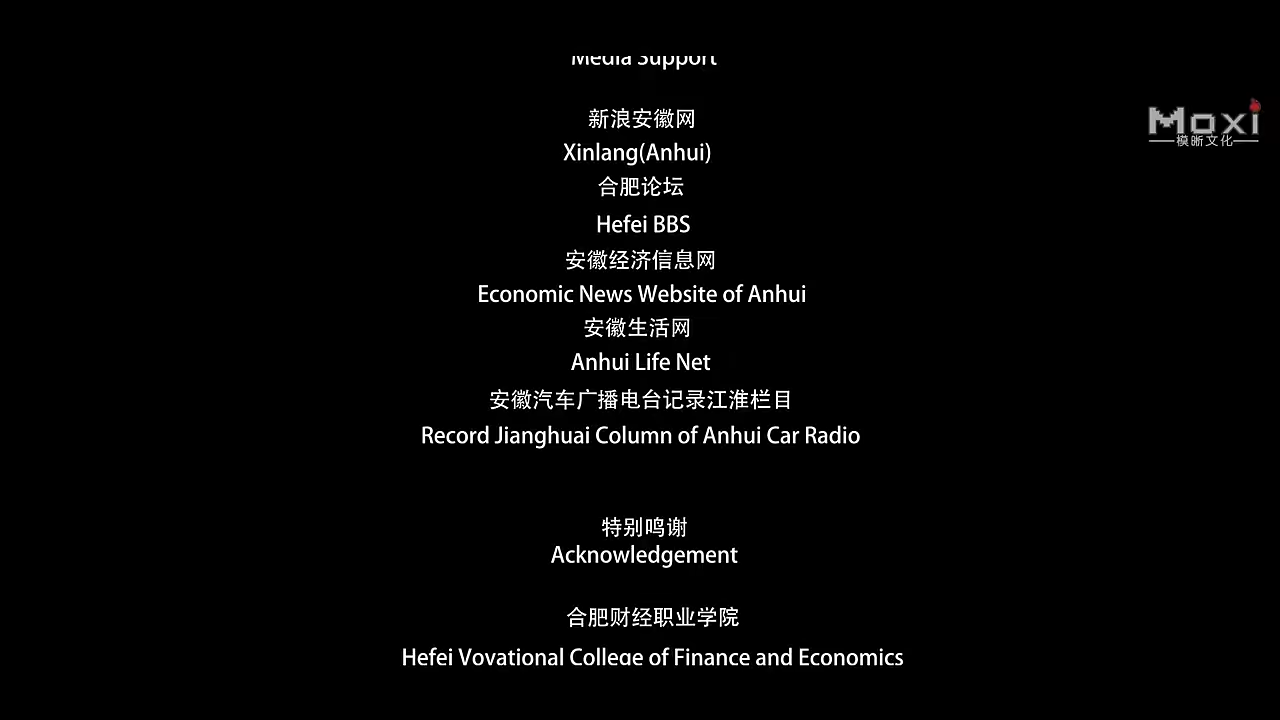 Media Support
新浪安徽网
Xinlang(Anhui)
合肥论坛
Hefei BBS
安徽经济信息网
Economic News Website of Anhui
安徽生活网
Anhui Life Net
安徽汽车广播电台记录江淮栏目
Record Jianghuai Column of Anhui Car Radio
特别鸣谢
Acknowledgement
合肥财经职业学院
Hefei Vovational College of Finance and Economics
Moxi
模晰文化